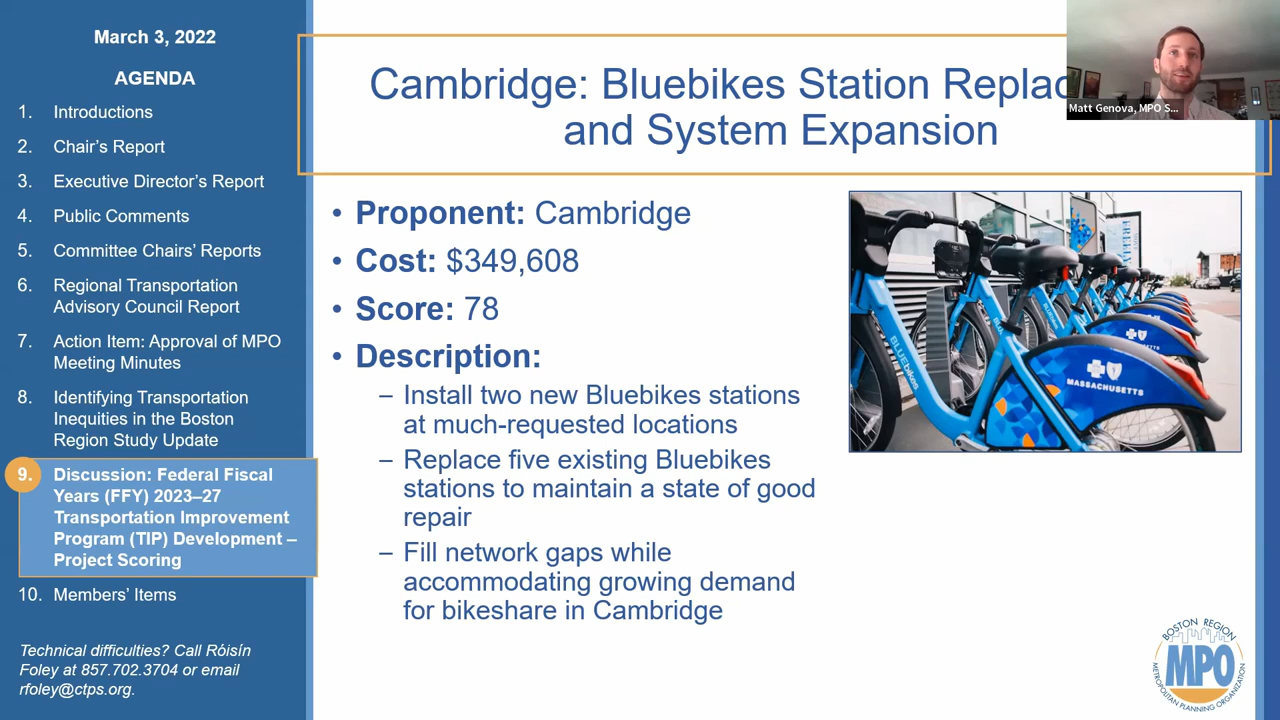 March 3, 2022
AGENDA
1. Introductions
2. Chair's Report
3. Executive Director's Report
4. Public Comments
5. Committee Chairs' Reports
6. Regional Transportation
Advisory Council Report
7. Action Item: Approval of MPO
Meeting Minutes
8. Identifying Transportation
Inequities in the Boston
Region Study Update
9. Discussion: Federal Fiscal
Years (FFY) 2023–27
Transportation Improvement
Program (TIP) Development –
Project Scoring
10. Members' Items
Technical difficulties? Call Róisín
Foley at 857.702.3704 or email
rfoley@ctps.org.
Cambridge: Bluebikes Station Replac
and System Expansion
Matt Genova, MPO S...
• Proponent: Cambridge
• Cost: $349,608
• Score: 78
• Description:
– Install two new Bluebikes stations
at much-requested locations
– Replace five existing Bluebikes
stations to maintain a state of good
repair
– Fill network gaps while
accommodating growing demand
for bikeshare in Cambridge
BLUEbikes
MASSACHUSETTS
BOSTON REGION
MPO
METROPOLITAN PLANNING ORGANIZATION